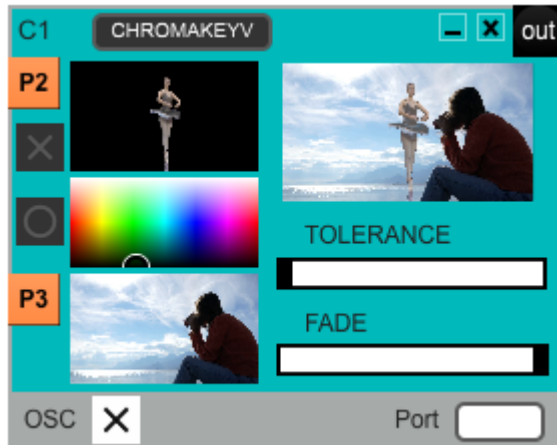 C1 CHROMAKEYV out
P2
TOLERANCE
P3
FADE
OSC Port